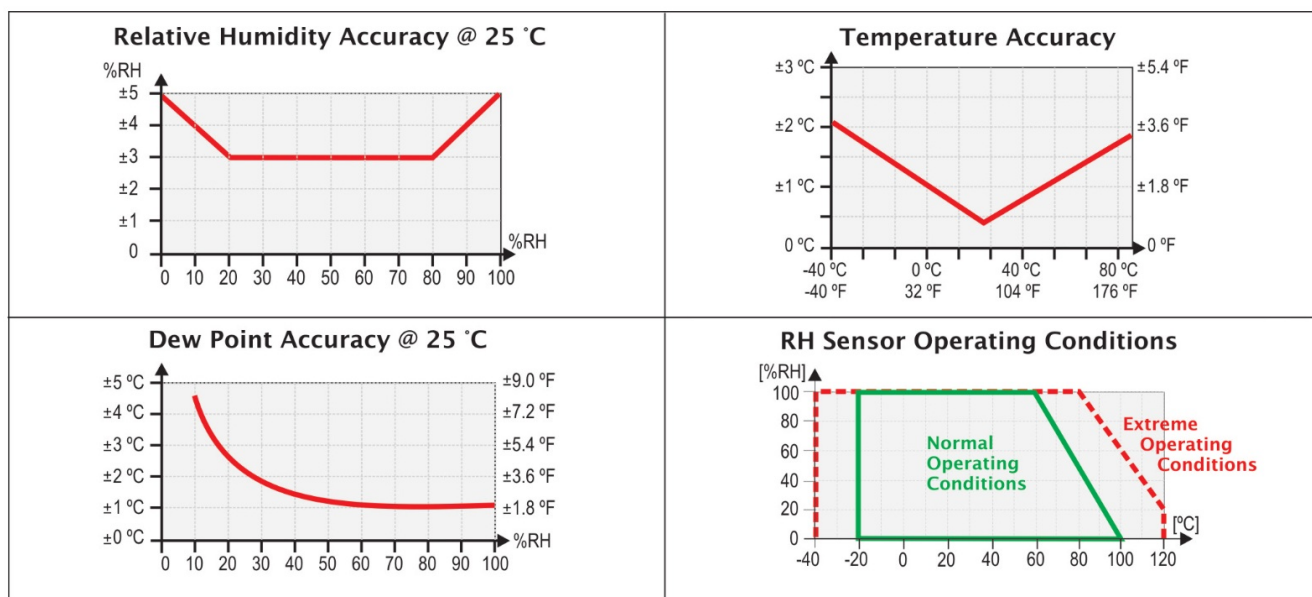 Relative Humidity Accuracy @ 25 °C
%RH
±5
±4
±3
±2
±1
0
%RH
0 10 20 30 40 50 60 70 80 90 100
Temperature Accuracy
±3 ºC
±2 ºC
±1 ºC
0 ºC
±5.4 ºF
±3.6 ºF
±1.8 ºF
0 ºF
-40 ºC 0 ºC 40 ºC 80 ºC
-40 ºF 32 ºF 104 ºF 176 ºF
Dew Point Accuracy @ 25 °C
±5 ºC
±4 ºC
±3 ºC
±2 ºC
±1 ºC
±0 ºC
±9.0 ºF
±7.2 ºF
±5.4 ºF
±3.6 ºF
±1.8 ºF
%RH
0 10 20 30 40 50 60 70 80 90 100
RH Sensor Operating Conditions
[%RH]
100
80
60
40
20
0
Normal
Operating
Conditions
Extreme
Operating
Conditions
[ºC]
-40 -20 0 20 40 60 80 100 120